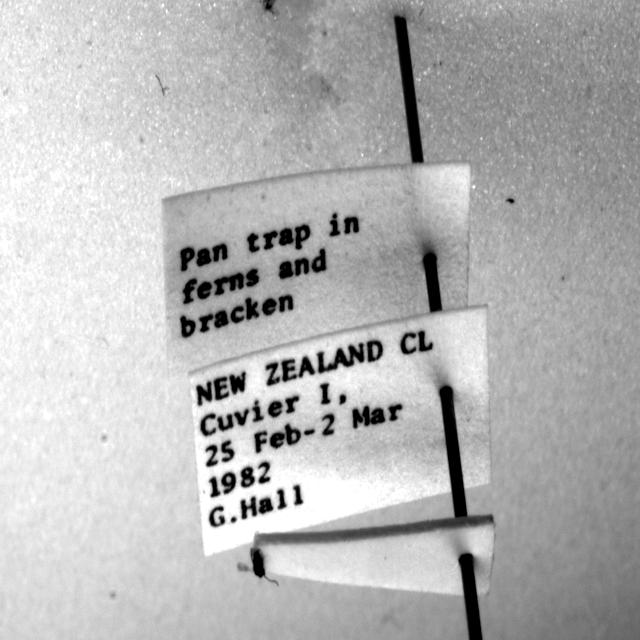 Pan trap in
ferns and
bracken
NEW ZEALAND CL
Cuvier I,
25 Feb-2 Mar
1982
G.Hall